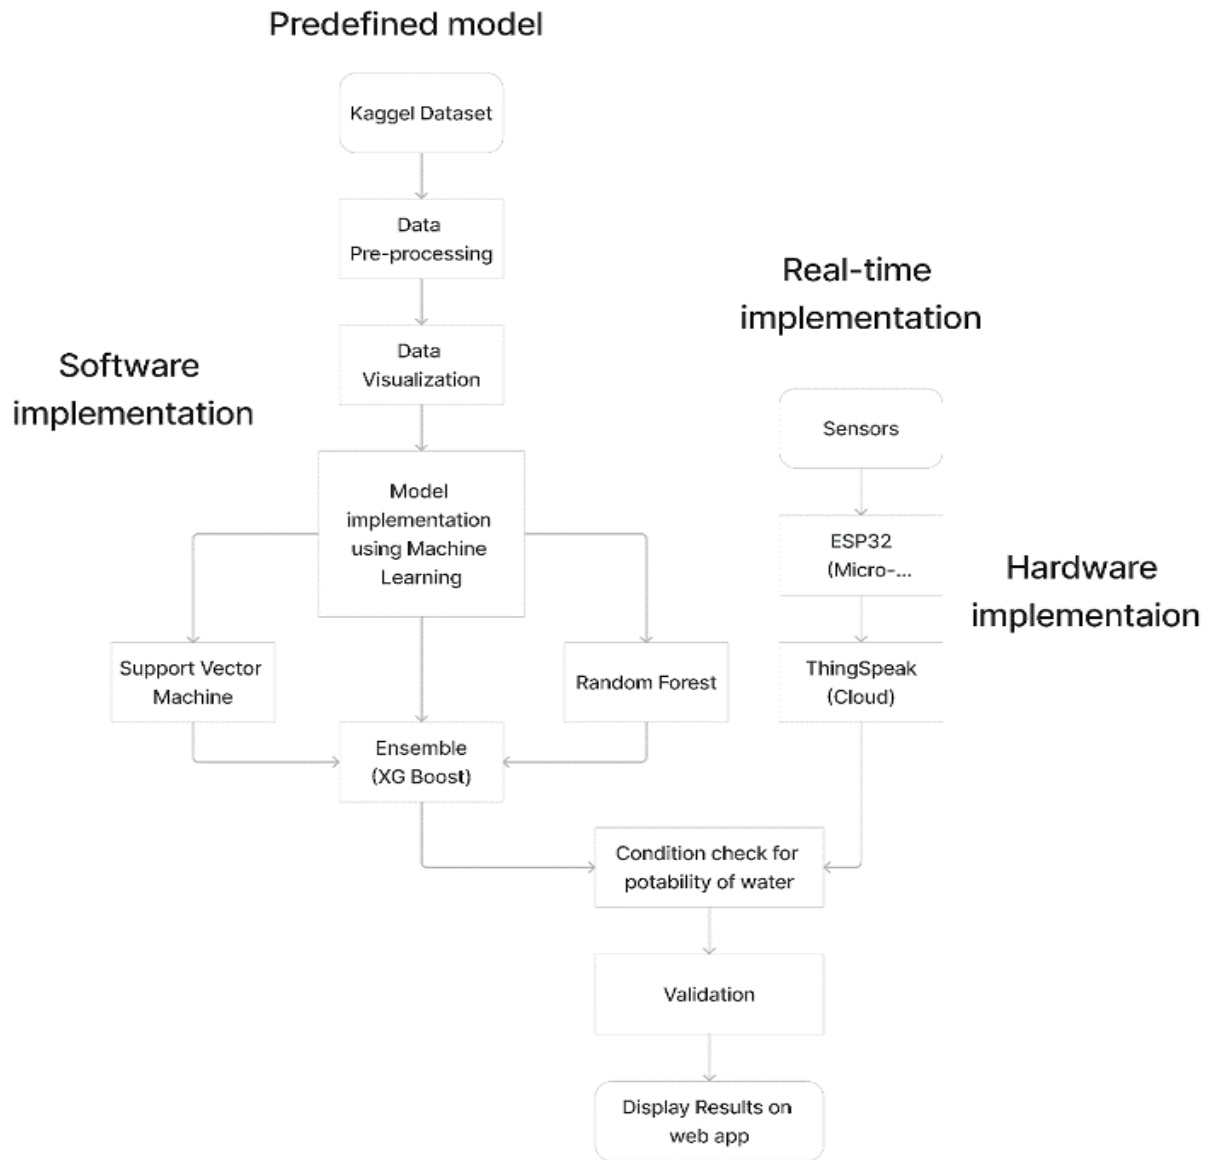 Predefined model
Kaggel Dataset
Data
Pre-processing
Real-time
implementation
Data
Visualization
Software
implementation
Sensors
Model
implementation
using Machine
Learning
ESP32
(Micro-...
Hardware
implementaion
Support Vector
Machine
Random Forest
ThingSpeak
(Cloud)
Ensemble
(XG Boost)
Condition check for
potability of water
Validation
Display Results on
web app